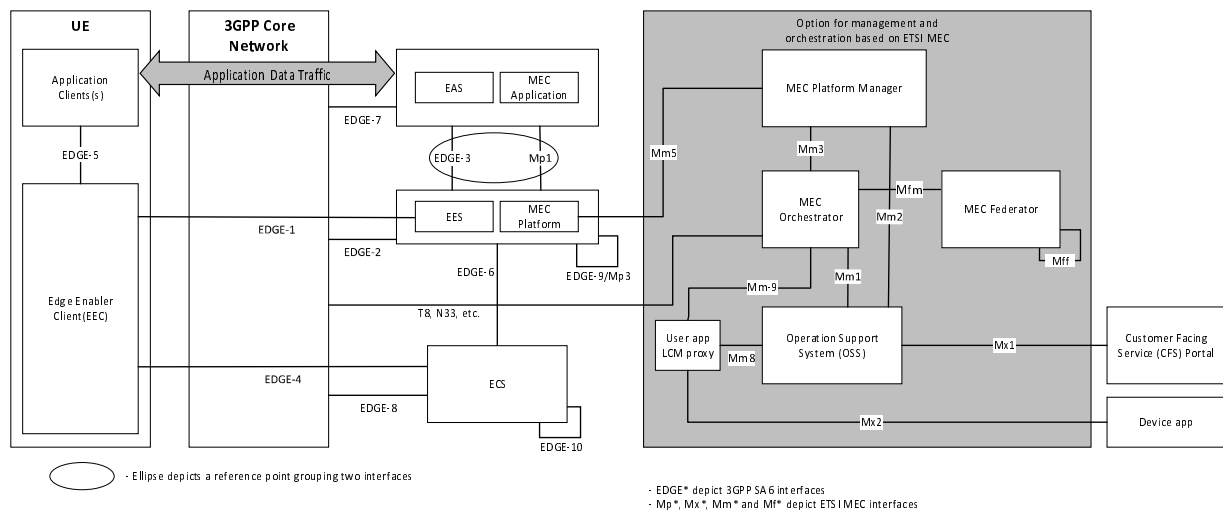 UE
3GPP Core
Network
Option for management and
orchestration based on ETSI MEC
Application Data Traffic
Application
Clients(s)
EAS
MEC
Application
MEC Platform Manager
EDGE-7
EDGE-5
EDGE-3
Mp1
Mm5
Mm3
MEC
Orchestrator
Mfm
MEC Federator
Mm2
EES
MEC
Platform
EDGE-1
EDGE-2
EDGE-6
EDGE-9/Mp3
Mff
Mm1
Mm-9
Edge Enabler
Client(EEC)
T8, N33, etc.
User app
LCM proxy
Mm8
Operation Support
System (OSS)
Mx1
Customer Facing
Service (CFS) Portal
EDGE-4
ECS
EDGE-8
EDGE-10
Mx2
Device app
- Ellipse depicts a reference point grouping two interfaces
- EDGE* depict 3GPP SA6 interfaces
- Mp*, Mx*, Mm* and Mf* depict ETSI MEC interfaces